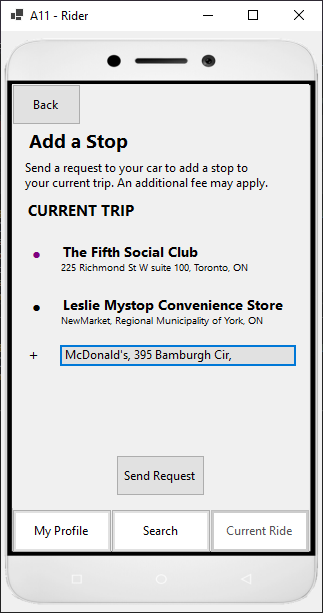 A11 - Rider
Back
Add a Stop
Send a request to your car to add a stop to
your current trip. An additional fee may apply.
CURRENT TRIP
The Fifth Social Club
225 Richmond St W suite 100, Toronto, ON
Leslie Mystop Convenience Store
NewMarket, Regional Municipality of York, ON
+ McDonald's, 395 Bamburgh Cir,
Send Request
My Profile Search Current Ride